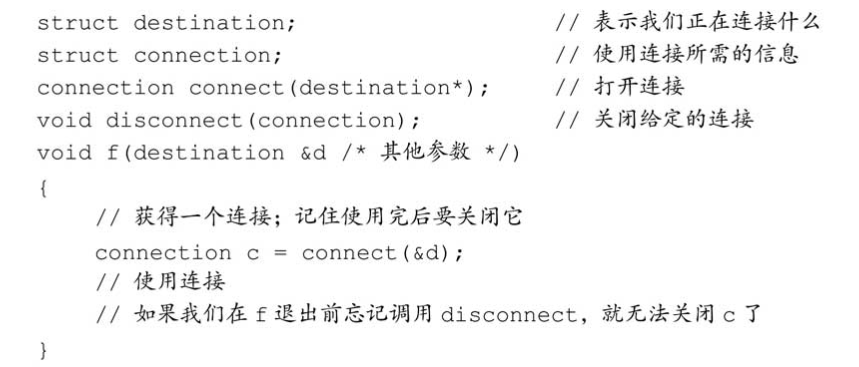 struct destination; // 表示我们正在连接什么
struct connection; // 使用连接所需的信息
connection connect(destination*); // 打开连接
void disconnect(connection); // 关闭给定的连接
void f(destination &d /* 其他参数 */)
{
// 获得一个连接；记住使用完后要关闭它
connection c = connect(&d);
// 使用连接
// 如果我们在 f 退出前忘记调用 disconnect，就无法关闭 c 了
}